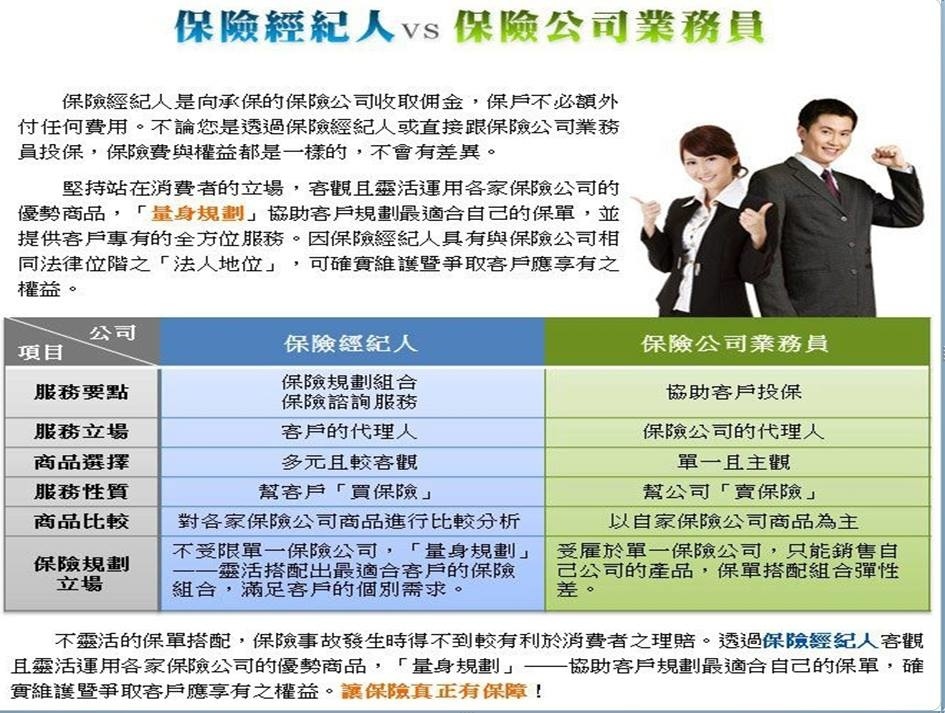 保險經紀人vs 保險公司業務員
保險經紀人是向承保的保險公司收取佣金，保戶不必額外
付任何費用。不論您是透過保險經紀人或直接跟保險公司業務
員投保，保險費與權益都是一樣的，不會有差異。
堅持站在消費者的立場，客觀且靈活運用各家保險公司的
優勢商品，「量身規劃」協助客戶規劃最適合自己的保單，並
提供客戶專有的全方位服務。因保險經紀人具有與保險公司相
同法律位階之「法人地位」，可確實維護暨爭取客戶應享有之
權益。
公司
項目
保險經紀人
保險公司業務員
服務要點
保險規劃組合
保險諮詢服務
協助客戶投保
服務立場
客戶的代理人
保險公司的代理人
商品選擇
多元且較客觀
單一且主觀
服務性質
幫客戶「買保險」
幫公司「賣保險」
商品比較
對各家保險公司商品進行比較分析
以自家保險公司商品為主
保險規劃
立場
不受限單一保險公司，「量身規劃」
——靈活搭配出最適合客戶的保險
組合，滿足客戶的個別需求。
受雇於單一保險公司，只能銷售自
己公司的產品，保單搭配組合彈性
差。
不靈活的保單搭配，保險事故發生時得不到較有利於消費者之理賠。透過保險經紀人客觀
且靈活運用各家保險公司的優勢商品，「量身規劃」——協助客戶規劃最適合自己的保單，確
實維護暨爭取客戶應享有之權益。讓保險真正有保障！